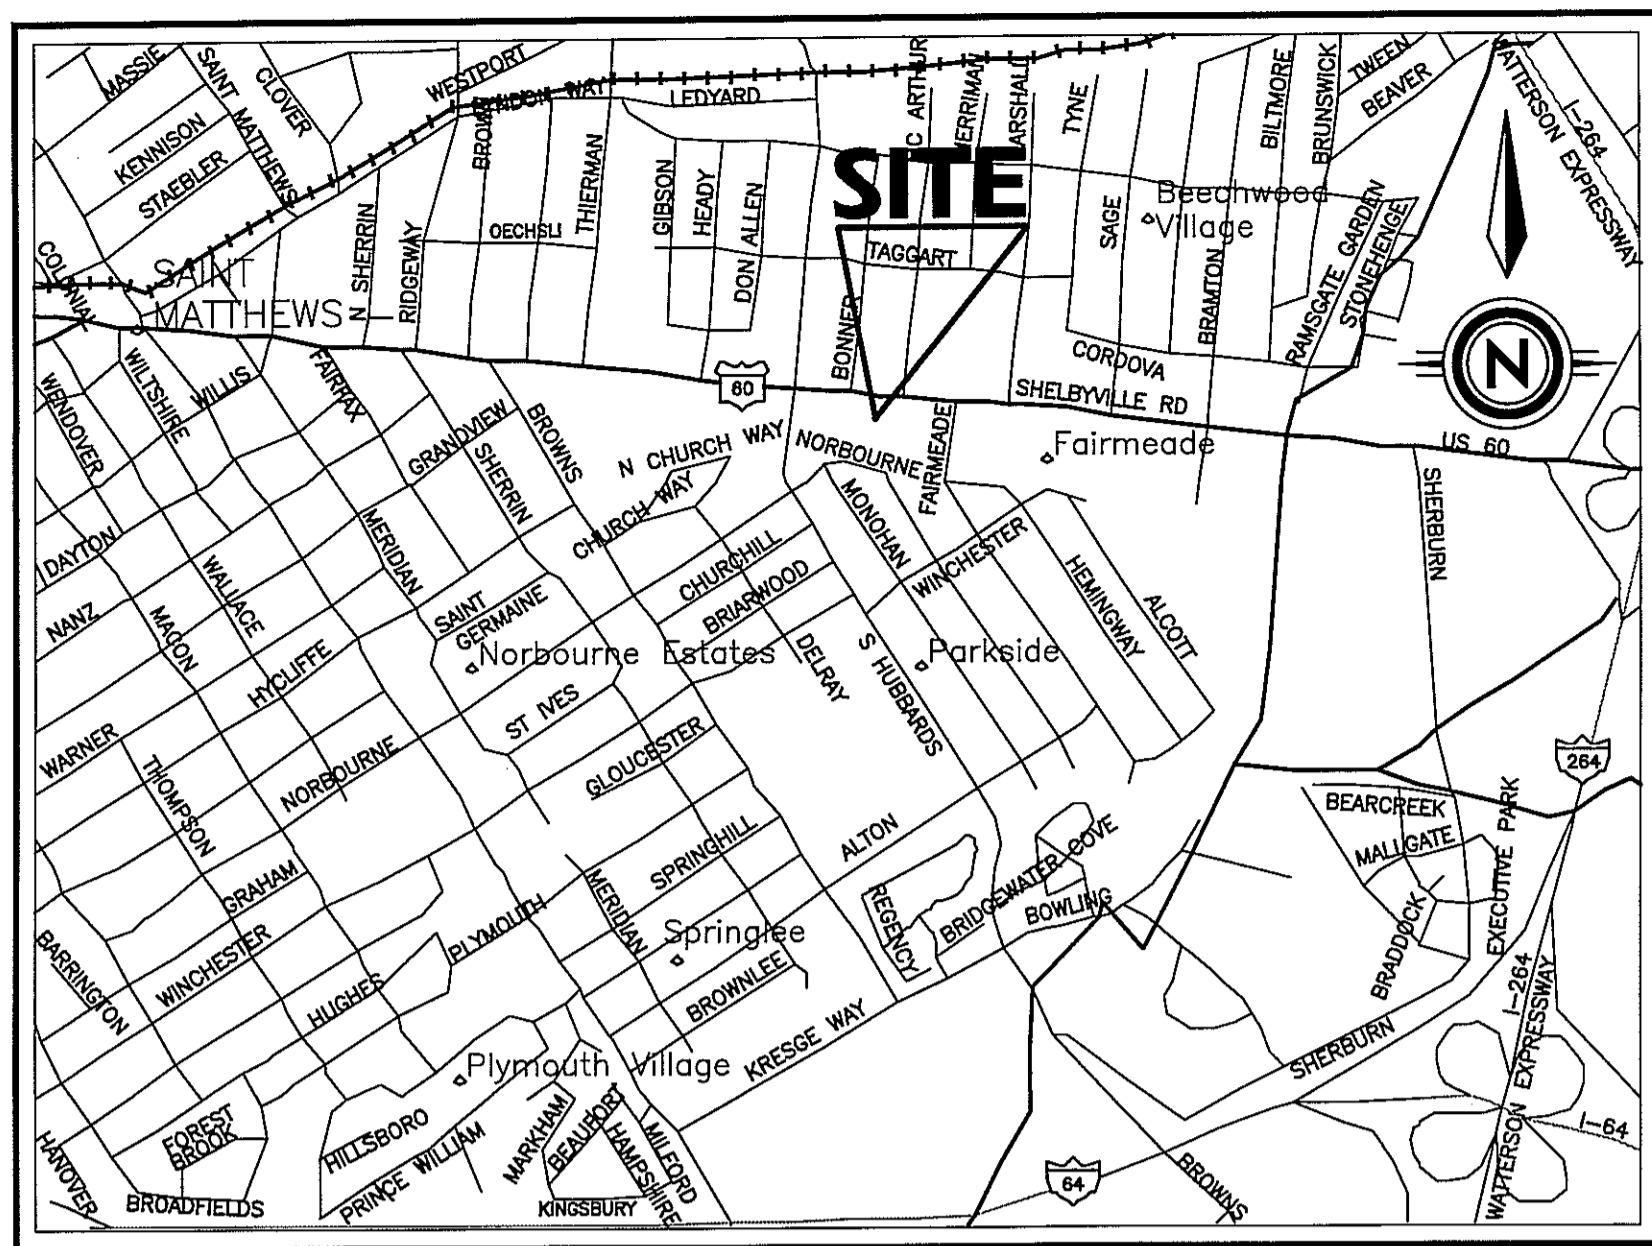 MASSIE
SAINT MATTHEWS
CLOVER
WESTPORT
LEDYARD
TYNE
BILTMORE
BRUNSWICK
TWEEN
BEAVER
WATTERSON EXPRESSWAY
I-264
KENNISON
STAEBLER
THIERMAN
GIBSON
HEADY
DON ALLEN
SITE
SAGE
Beechwood
Village
COLONIAL
SAINT
MATTHEWS
N SHERRIN
RIDGEWAY
OECHSLI
TAGGART
BONNER
BRAMTON
RAMSGATE GARDEN
STONEHENGE
N
CORDOVA
60
SHELBYVILLE RD
US 60
WENDOVER
WILTSHIRE
WILLIS
FAIRFAX
GRANDVIEW
SHERRIN
BROWNS
N CHURCH WAY
CHURCH WAY
NORBOURNE
FAIRMEADE
Fairmeade
SHERBURN
DAYTON
NANZ
MACON
WALLACE
MERIDIAN
HYCLIFFE
SAINT
GERMAINE
CHURCHILL
BRIARWOOD
MONOHAN
WINCHESTER
HEMINGWAY
ALCOTT
Norbourne Estates
DELRAY
S HUBBARDS
Parkside
WARNER
THOMPSON
NORBOURNE
ST IVES
GLOUCESTER
264
BEARCREEK
MALLGATE
EXECUTIVE PARK
BRADDOCK
GRAHAM
SPRINGHILL
ALTON
BRIDGEWATER COVE
BOWLING
REGENCY
BARRINGTON
WINCHESTER
HUGHES
PLYMOUTH
MERIDIAN
Springlee
BROWNLEE
KRESGE WAY
I-264
WATTERSON EXPRESSWAY
SHERBURN
Plymouth Village
I-64
HANOVER
FOREST
BROOK
BROADFIELDS
HILLSBORO
PRINCE WILLIAM
MARKHAM
BEAUFORT
HAMPSHIRE
MILFORD
KINGSBURY
64
BROWNS